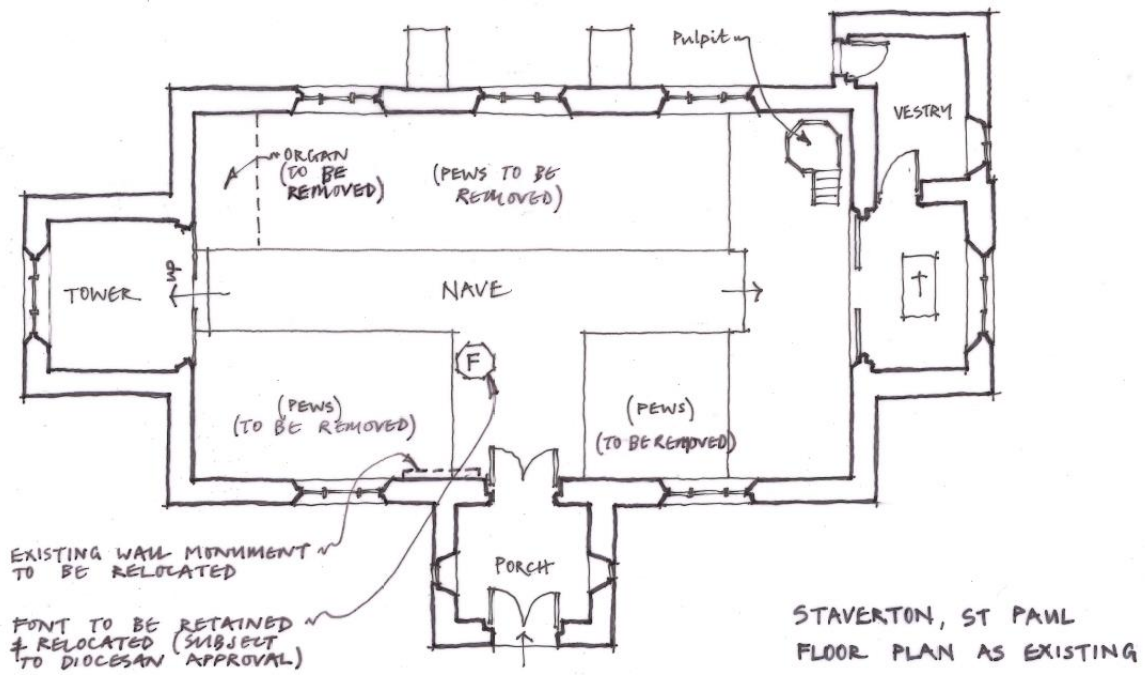 Pulpit
VESTRY
ORGAN
(TO BE
REMOVED)
(PEWS TO BE
REMOVED)
TOWER
up
NAVE
F
(PEWS)
(TO BE REMOVED)
(PEWS)
(TO BE REMOVED)
EXISTING WALL MONUMENT
TO BE RELOCATED
PORCH
FONT TO BE RETAINED
& RELOCATED (SUBJECT
TO DIOCESAN APPROVAL)
STAVERTON, ST PAUL
FLOOR PLAN AS EXISTING